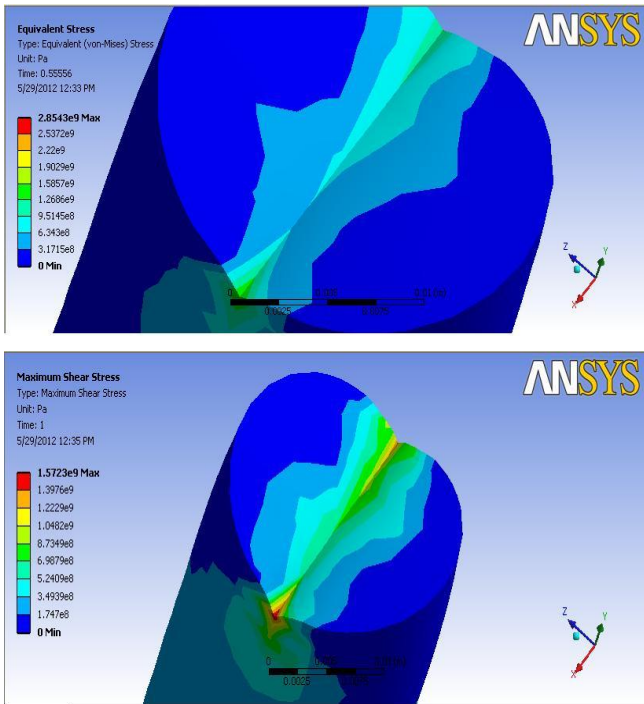 ANSYS
Equivalent Stress
Type: Equivalent (von-Mises) Stress
Unit: Pa
Time: 0.55556
5/29/2012 12:33 PM
2.8543e9 Max
2.5372e9
2.22e9
1.9029e9
1.5857e9
1.2686e9
9.5145e8
6.343e8
3.1715e8
0 Min
0
0.0025
Z
Y
X
ANSYS
Maximum Shear Stress
Type: Maximum Shear Stress
Unit: Pa
Time: 1
5/29/2012 12:35 PM
1.5723e9 Max
1.3976e9
1.2229e9
1.0482e9
8.7349e8
6.9879e8
5.2409e8
3.4939e8
1.747e8
0 Min
0
0.0025
Z
Y
X